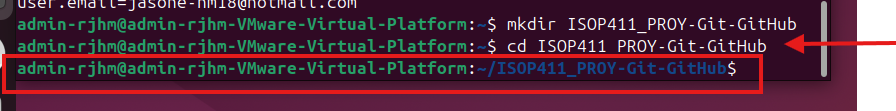 user.email=jasone-hm18@hotmail.com
admin-rjhm@admin-rjhm-VMware-Virtual-Platform:~$ mkdir ISOP411_PROY-Git-GitHub
admin-rjhm@admin-rjhm-VMware-Virtual-Platform:~$ cd ISOP411_PROY-Git-GitHub
admin-rjhm@admin-rjhm-VMware-Virtual-Platform:~/ISOP411_PROY-Git-GitHub$